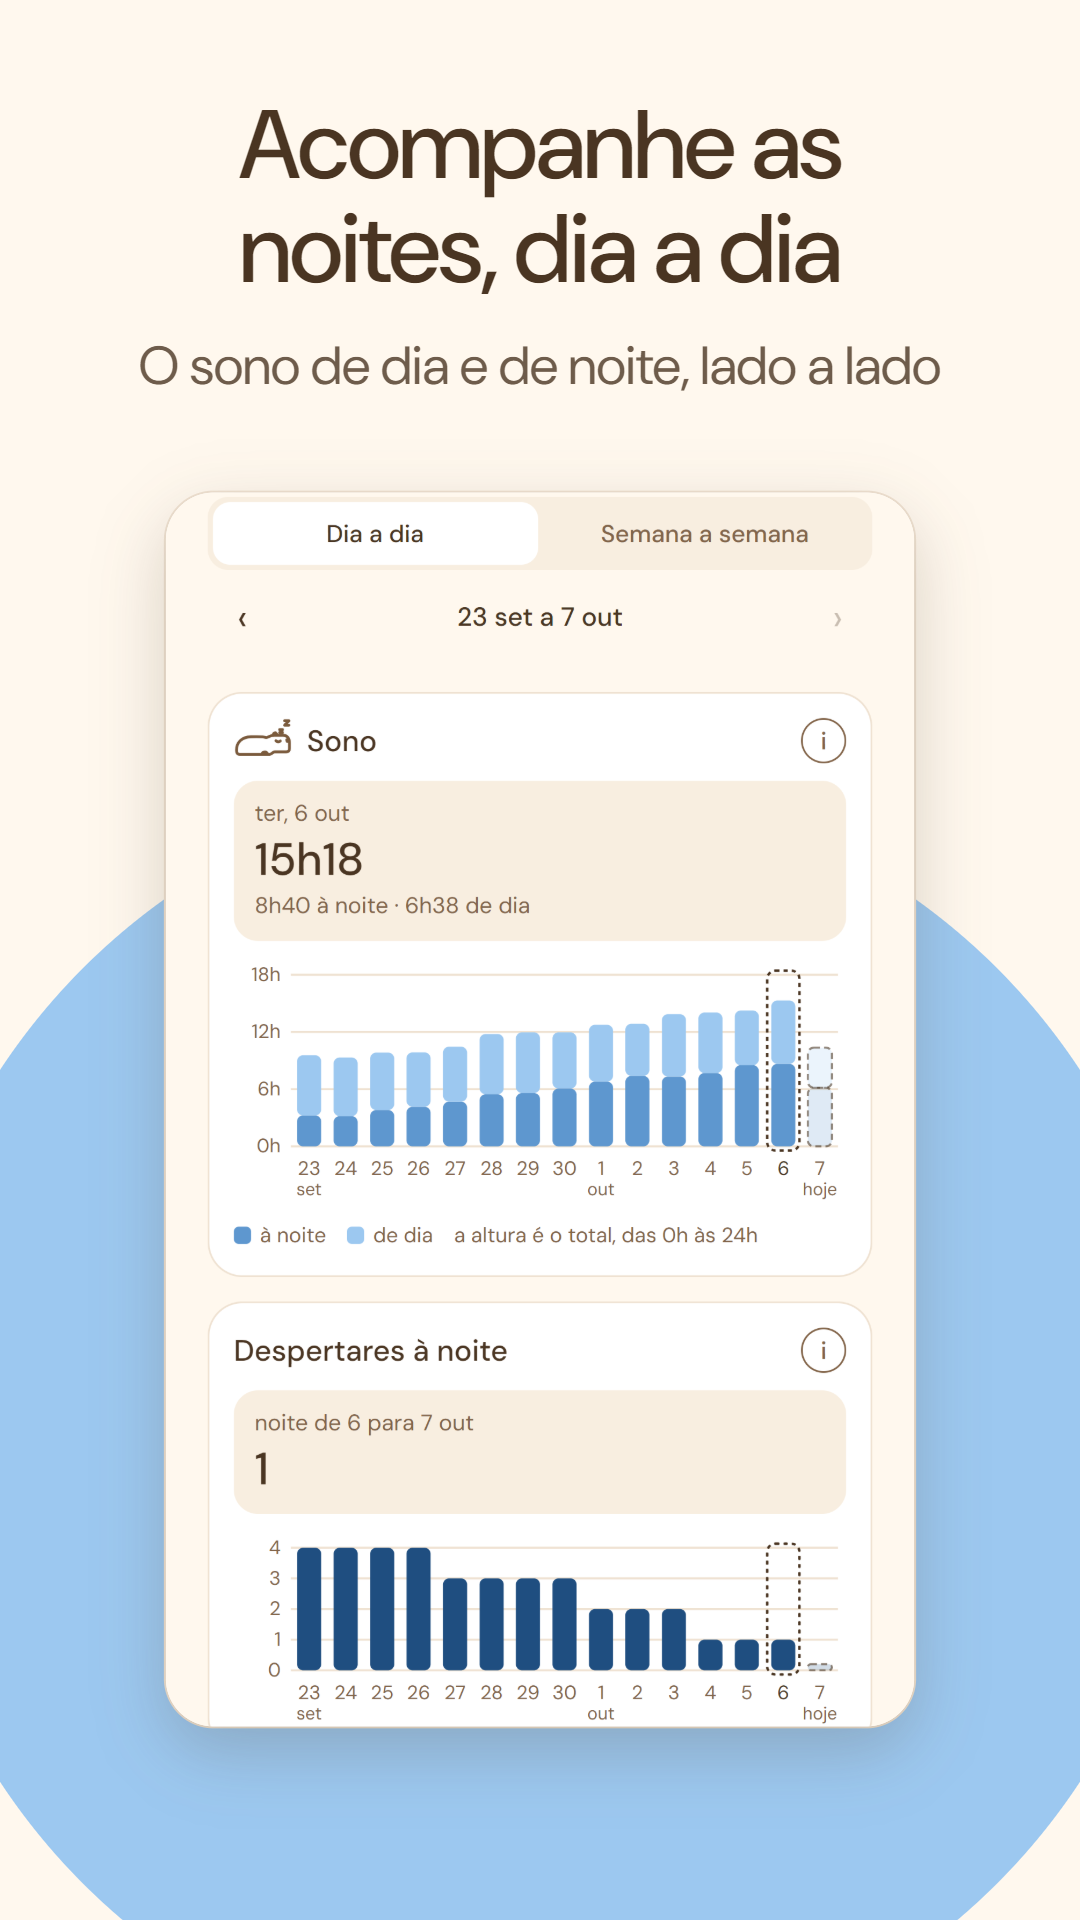 Acompanhe as
noites, dia a dia
O sono de dia e de noite, lado a lado
Dia a dia
Semana a semana
‹ 23 set a 7 out ›
z
Sono
i
ter, 6 out
15h18
8h40 à noite · 6h38 de dia
18h
12h
6h
0h
23 24 25 26 27 28 29 30 1 2 3 4 5 6 7
set out hoje
à noite de dia a altura é o total, das 0h às 24h
Despertares à noite
i
noite de 6 para 7 out
1
4
3
2
1
0
23 24 25 26 27 28 29 30 1 2 3 4 5 6 7
set out hoje